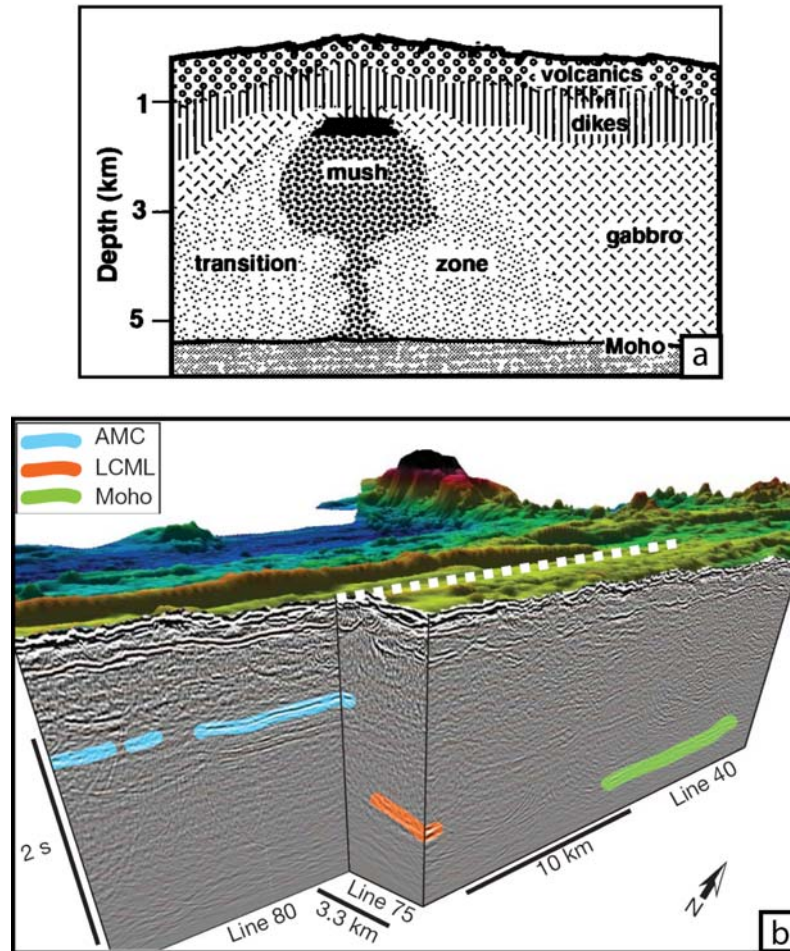 volcanics
1
dikes
mush
Depth (km)
3
gabbro
transition zone
5
Moho
a
AMC
LCML
Moho
2 s
Line 80
3.3 km
Line 75
10 km
Line 40
N
b